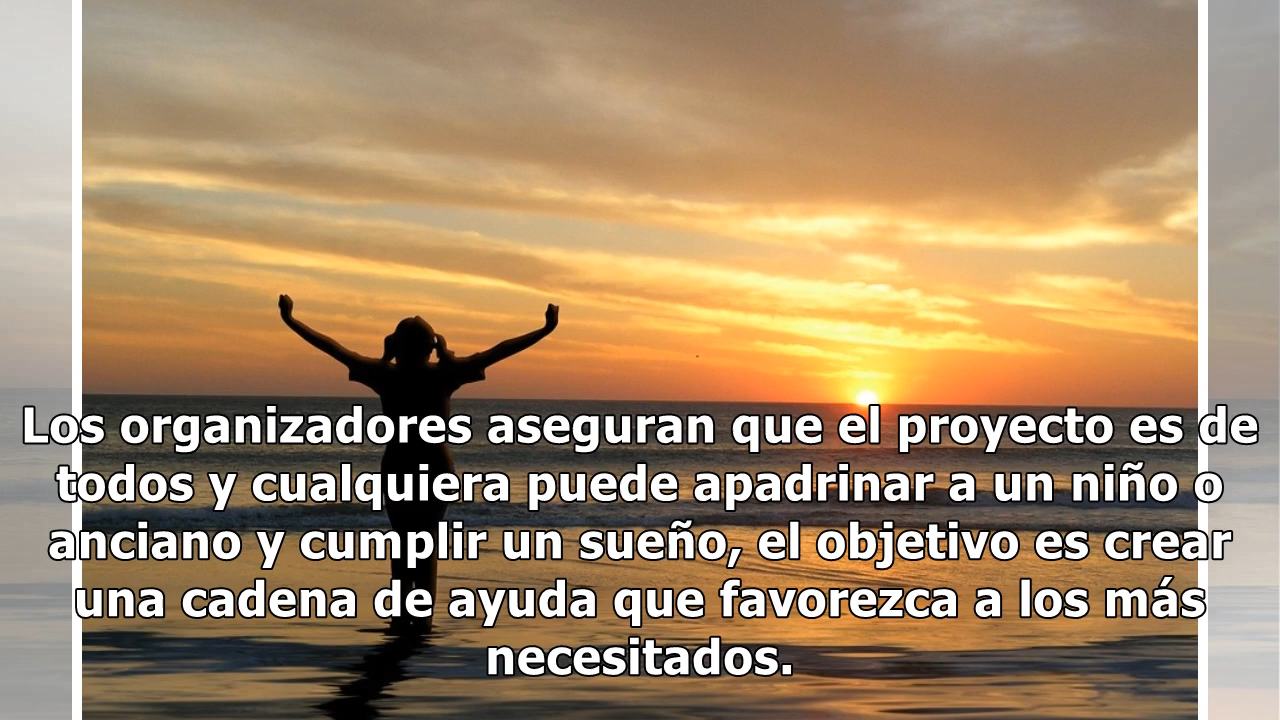 Los organizadores aseguran que el proyecto es de
todos y cualquiera puede apadrinar a un niño o
anciano y cumplir un sueño, el objetivo es crear
una cadena de ayuda que favorezca a los más
necesitados.